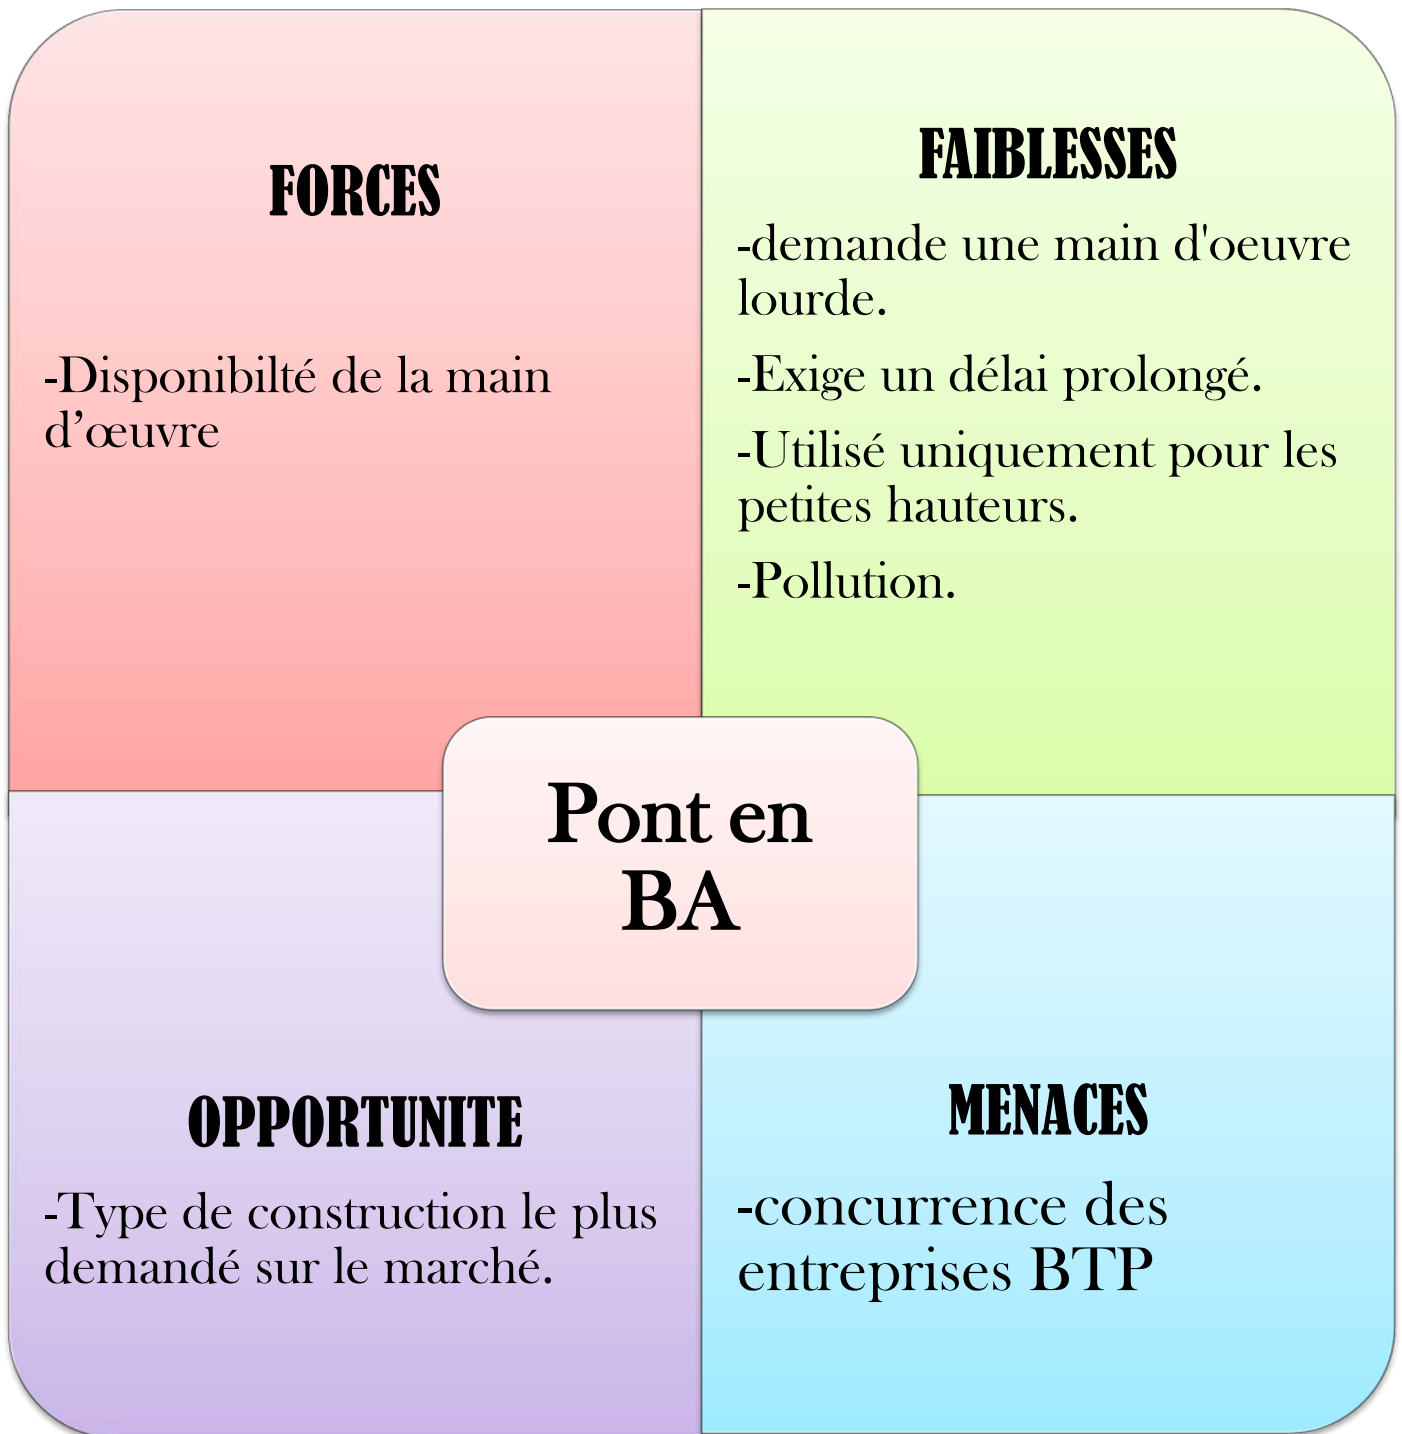 FORCES
-Disponibilté de la main
d’œuvre
FAIBLESSES
-demande une main d'oeuvre
lourde.
-Exige un délai prolongé.
-Utilisé uniquement pour les
petites hauteurs.
-Pollution.
Pont en
BA
OPPORTUNITE
-Type de construction le plus
demandé sur le marché.
MENACES
-concurrence des
entreprises BTP